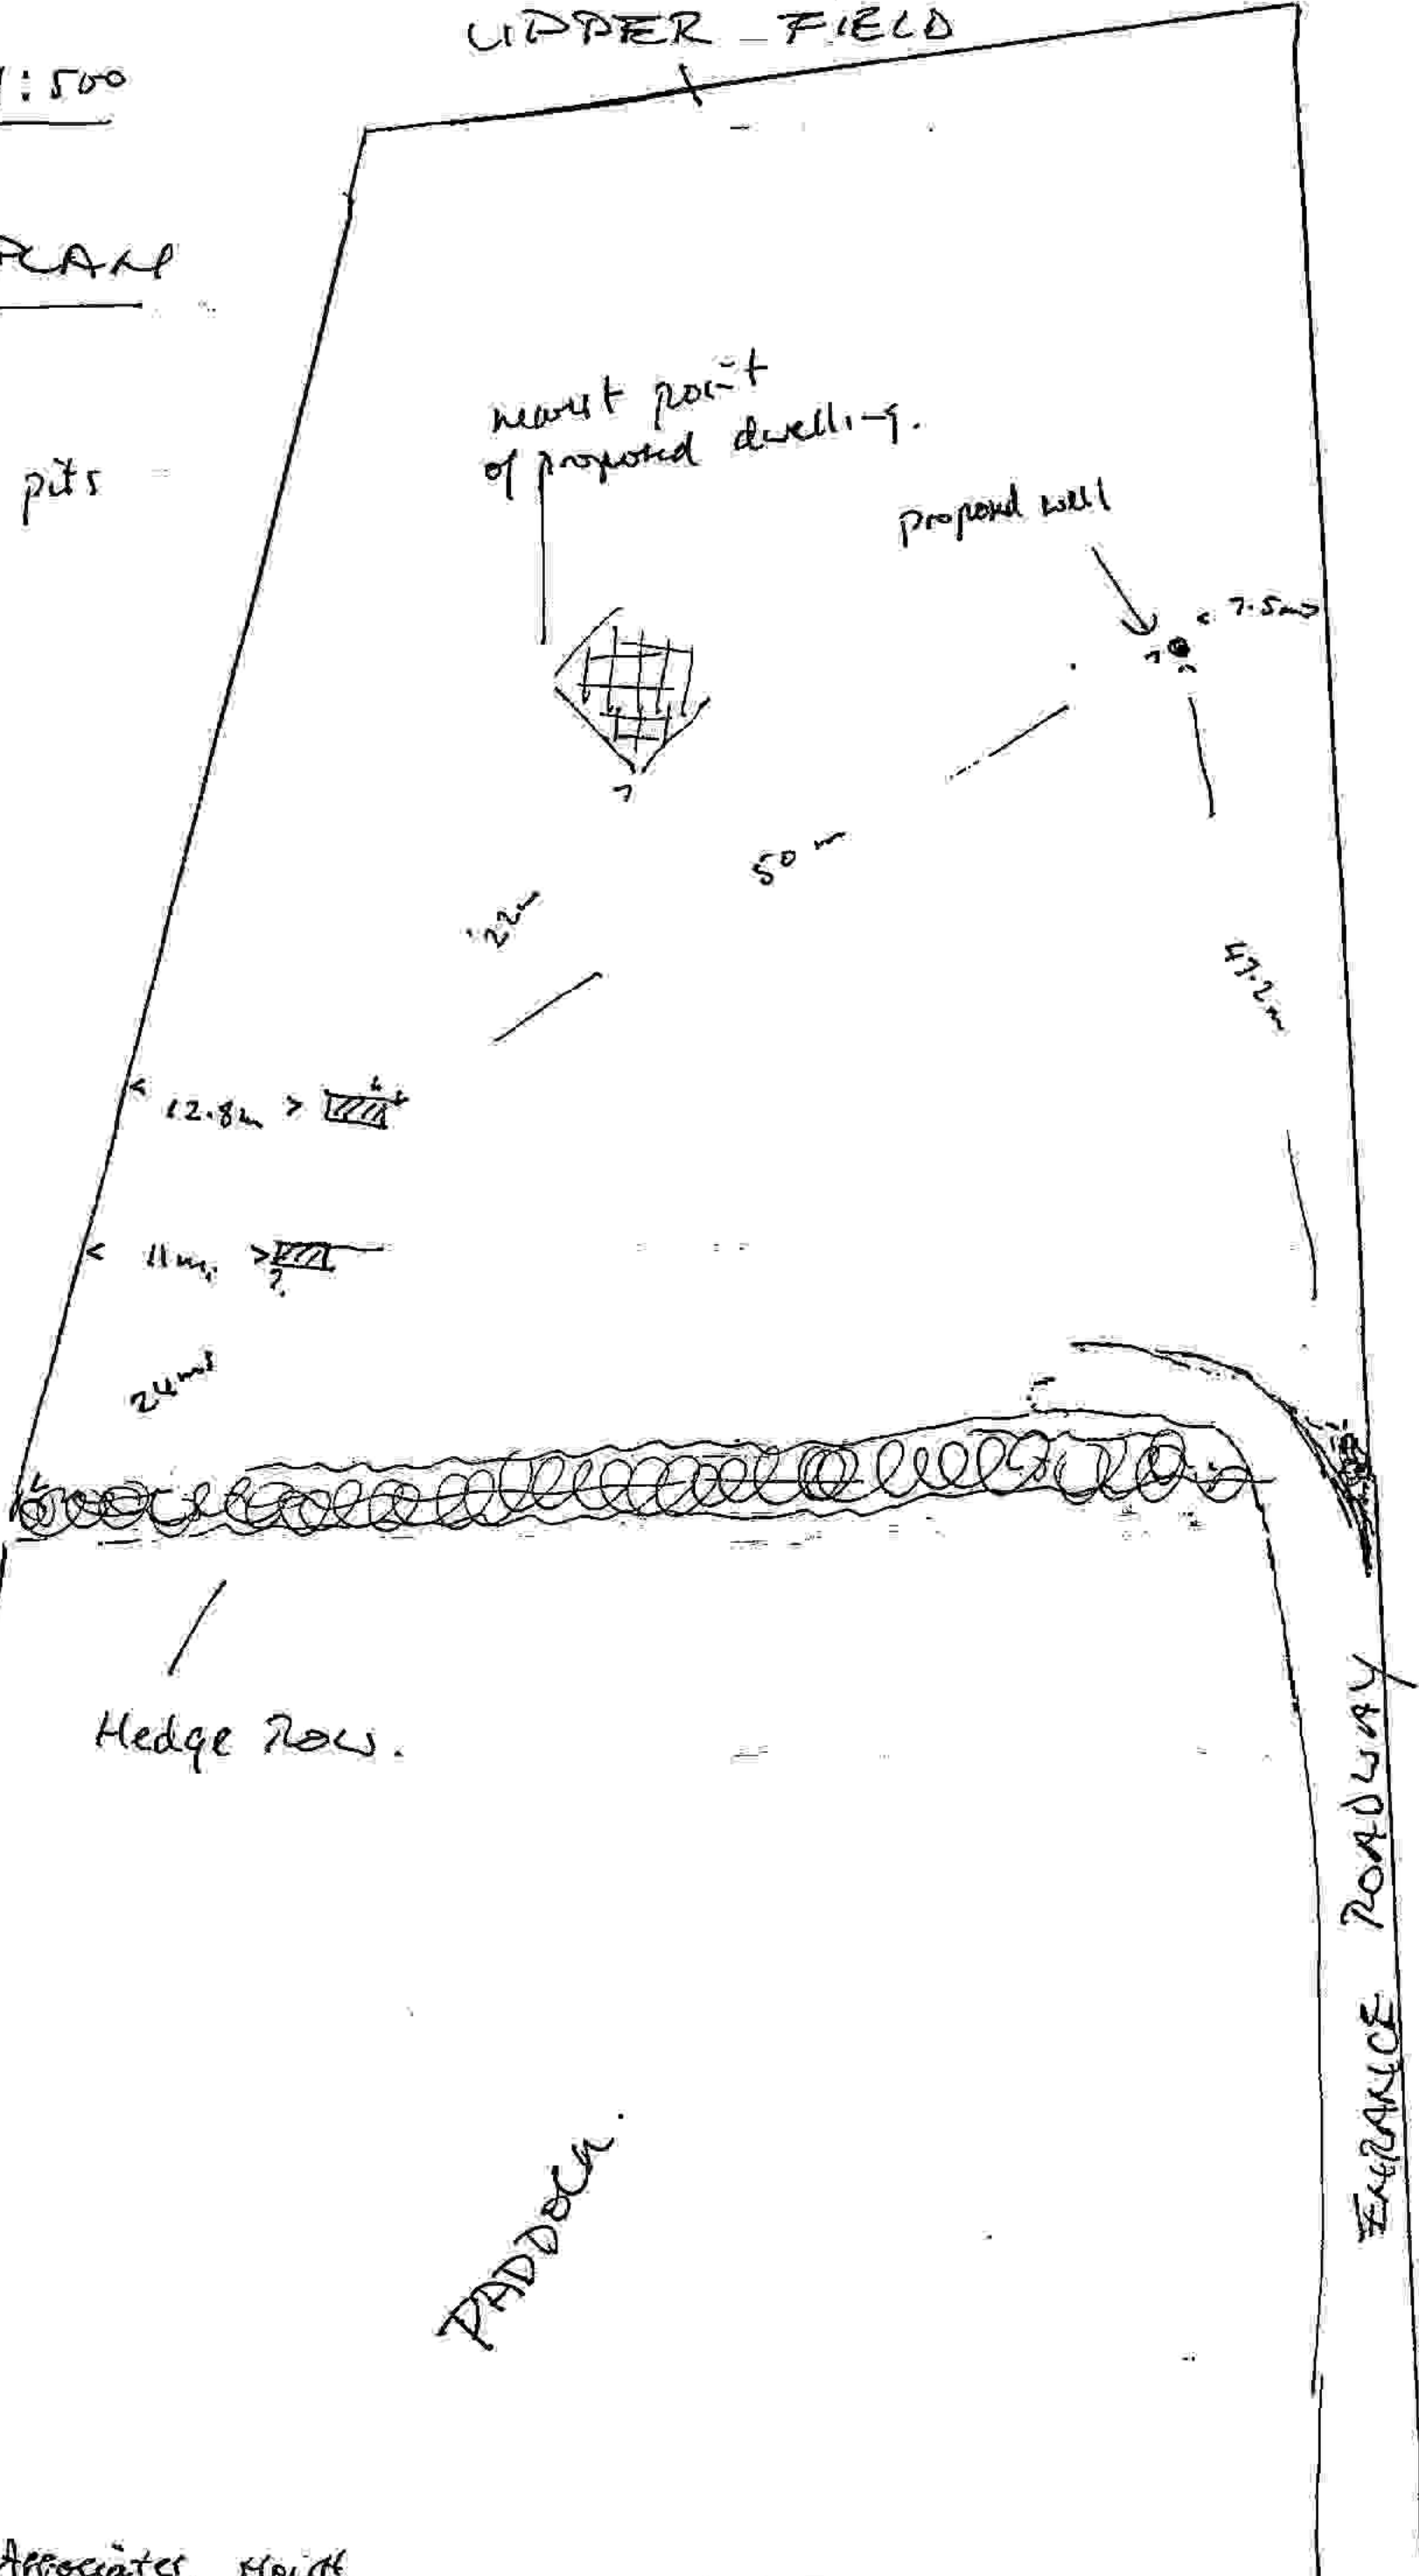 UPPER FIELD
1:500
PLAN
nearest point
of proposed dwelling.
pits
proposed well
7.5m
50 m
22m
47.2m
12.8m
11m.
24m
Hedge Row.
ENTRANCE ROADWAY
PADDOCK.
Associates